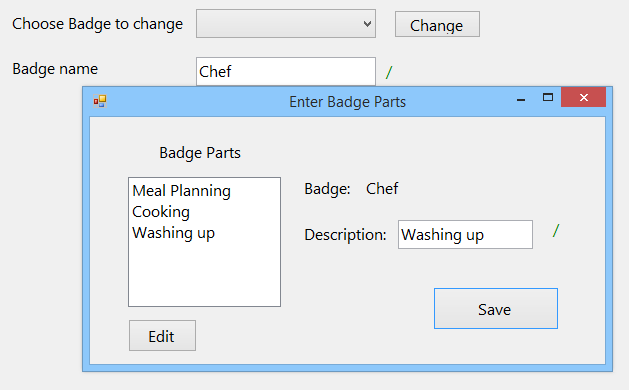 Choose Badge to change
Change
Badge name
Chef
/
Enter Badge Parts
Badge Parts
Meal Planning
Cooking
Washing up
Badge: Chef
Description: Washing up /
Save
Edit